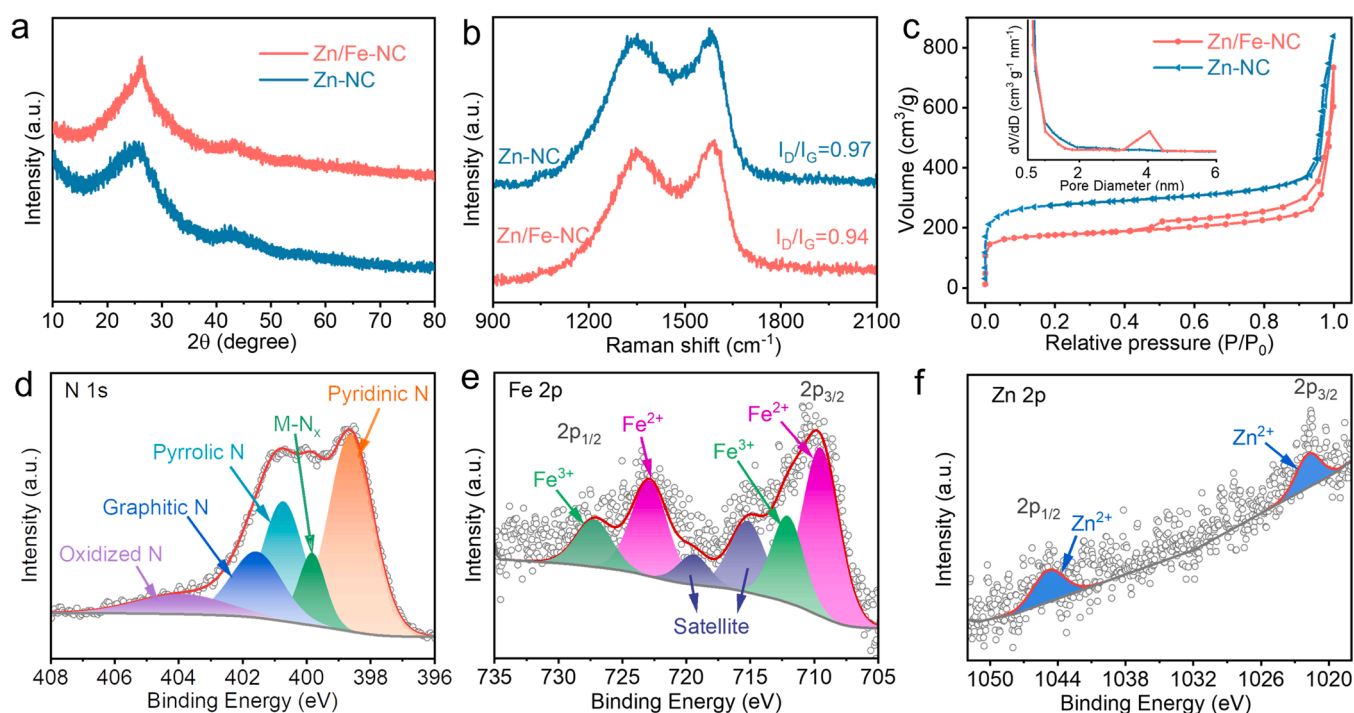 a
Zn/Fe-NC
Zn-NC
Intensity (a.u.)
10 20 30 40 50 60 70 80
2θ (degree)
b
Zn-NC
I_D/I_G=0.97
Zn/Fe-NC
I_D/I_G=0.94
Intensity (a.u.)
900 1200 1500 1800 2100
Raman shift (cm⁻¹)
c
Zn/Fe-NC
Zn-NC
dV/dD (cm³ g⁻¹ nm⁻¹)
0.5 2 4 6
Pore Diameter (nm)
Volume (cm³/g)
800
600
400
200
0
0.0 0.2 0.4 0.6 0.8 1.0
Relative pressure (P/P₀)
d
N 1s
Pyridinic N
M-Nₓ
Pyrrolic N
Graphitic N
Oxidized N
Intensity (a.u.)
408 406 404 402 400 398 396
Binding Energy (eV)
e
Fe 2p
2p₃/₂
Fe²⁺
Fe²⁺
2p₁/₂
Fe³⁺
Fe³⁺
Satellite
Intensity (a.u.)
735 730 725 720 715 710 705
Binding Energy (eV)
f
Zn 2p
2p₃/₂
Zn²⁺
2p₁/₂
Zn²⁺
Intensity (a.u.)
1050 1044 1038 1032 1026 1020
Binding Energy (eV)